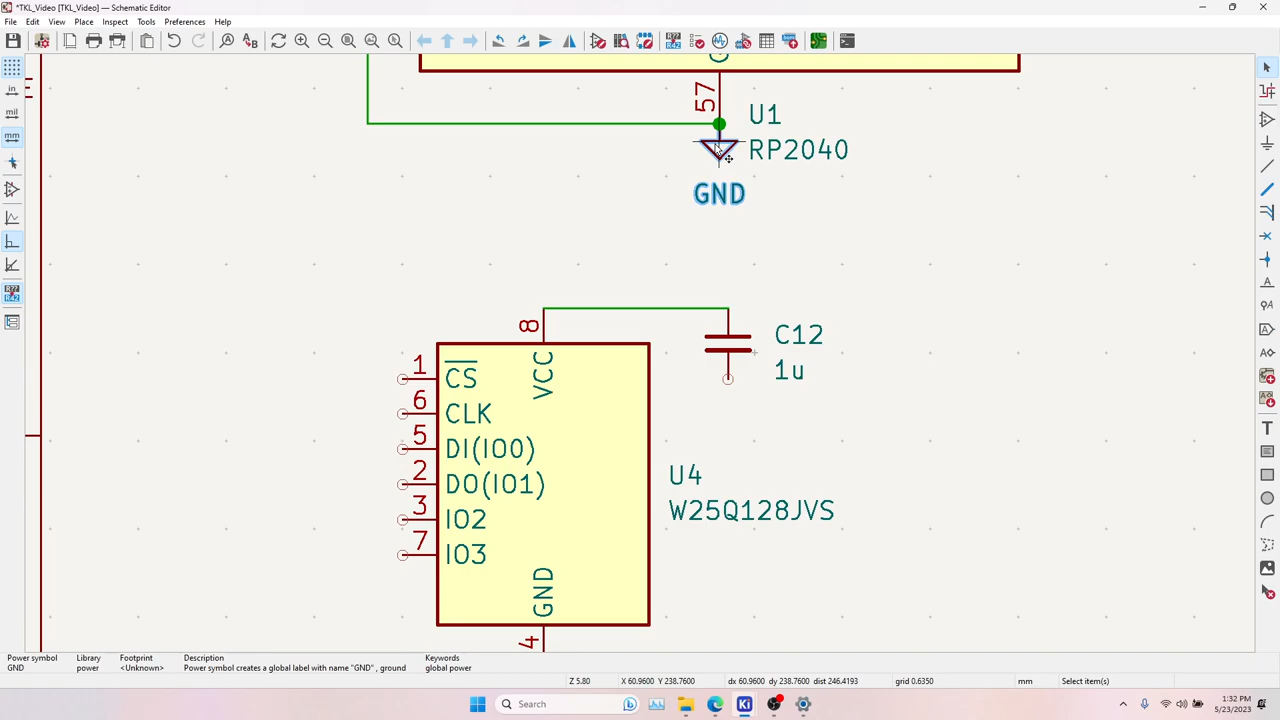 *TKL_Video [TKL_Video] — Schematic Editor
File Edit View Place Inspect Tools Preferences Help
in
mil
mm
57
U1
RP2040
GND
8
C12
1u
VCC
1 CS
6 CLK
5 DI(IO0)
2 DO(IO1)
3 IO2
7 IO3
GND
4
U4
W25Q128JVS
Power symbol Library Footprint Description Keywords
GND power <Unknown> Power symbol creates a global label with name "GND" , ground global power
Z 5.80 X 60.9600 Y 238.7600 dx 60.9600 dy 238.7600 dist 246.4193 grid 0.6350 mm Select item(s)
Search
1:32 PM
5/23/2023